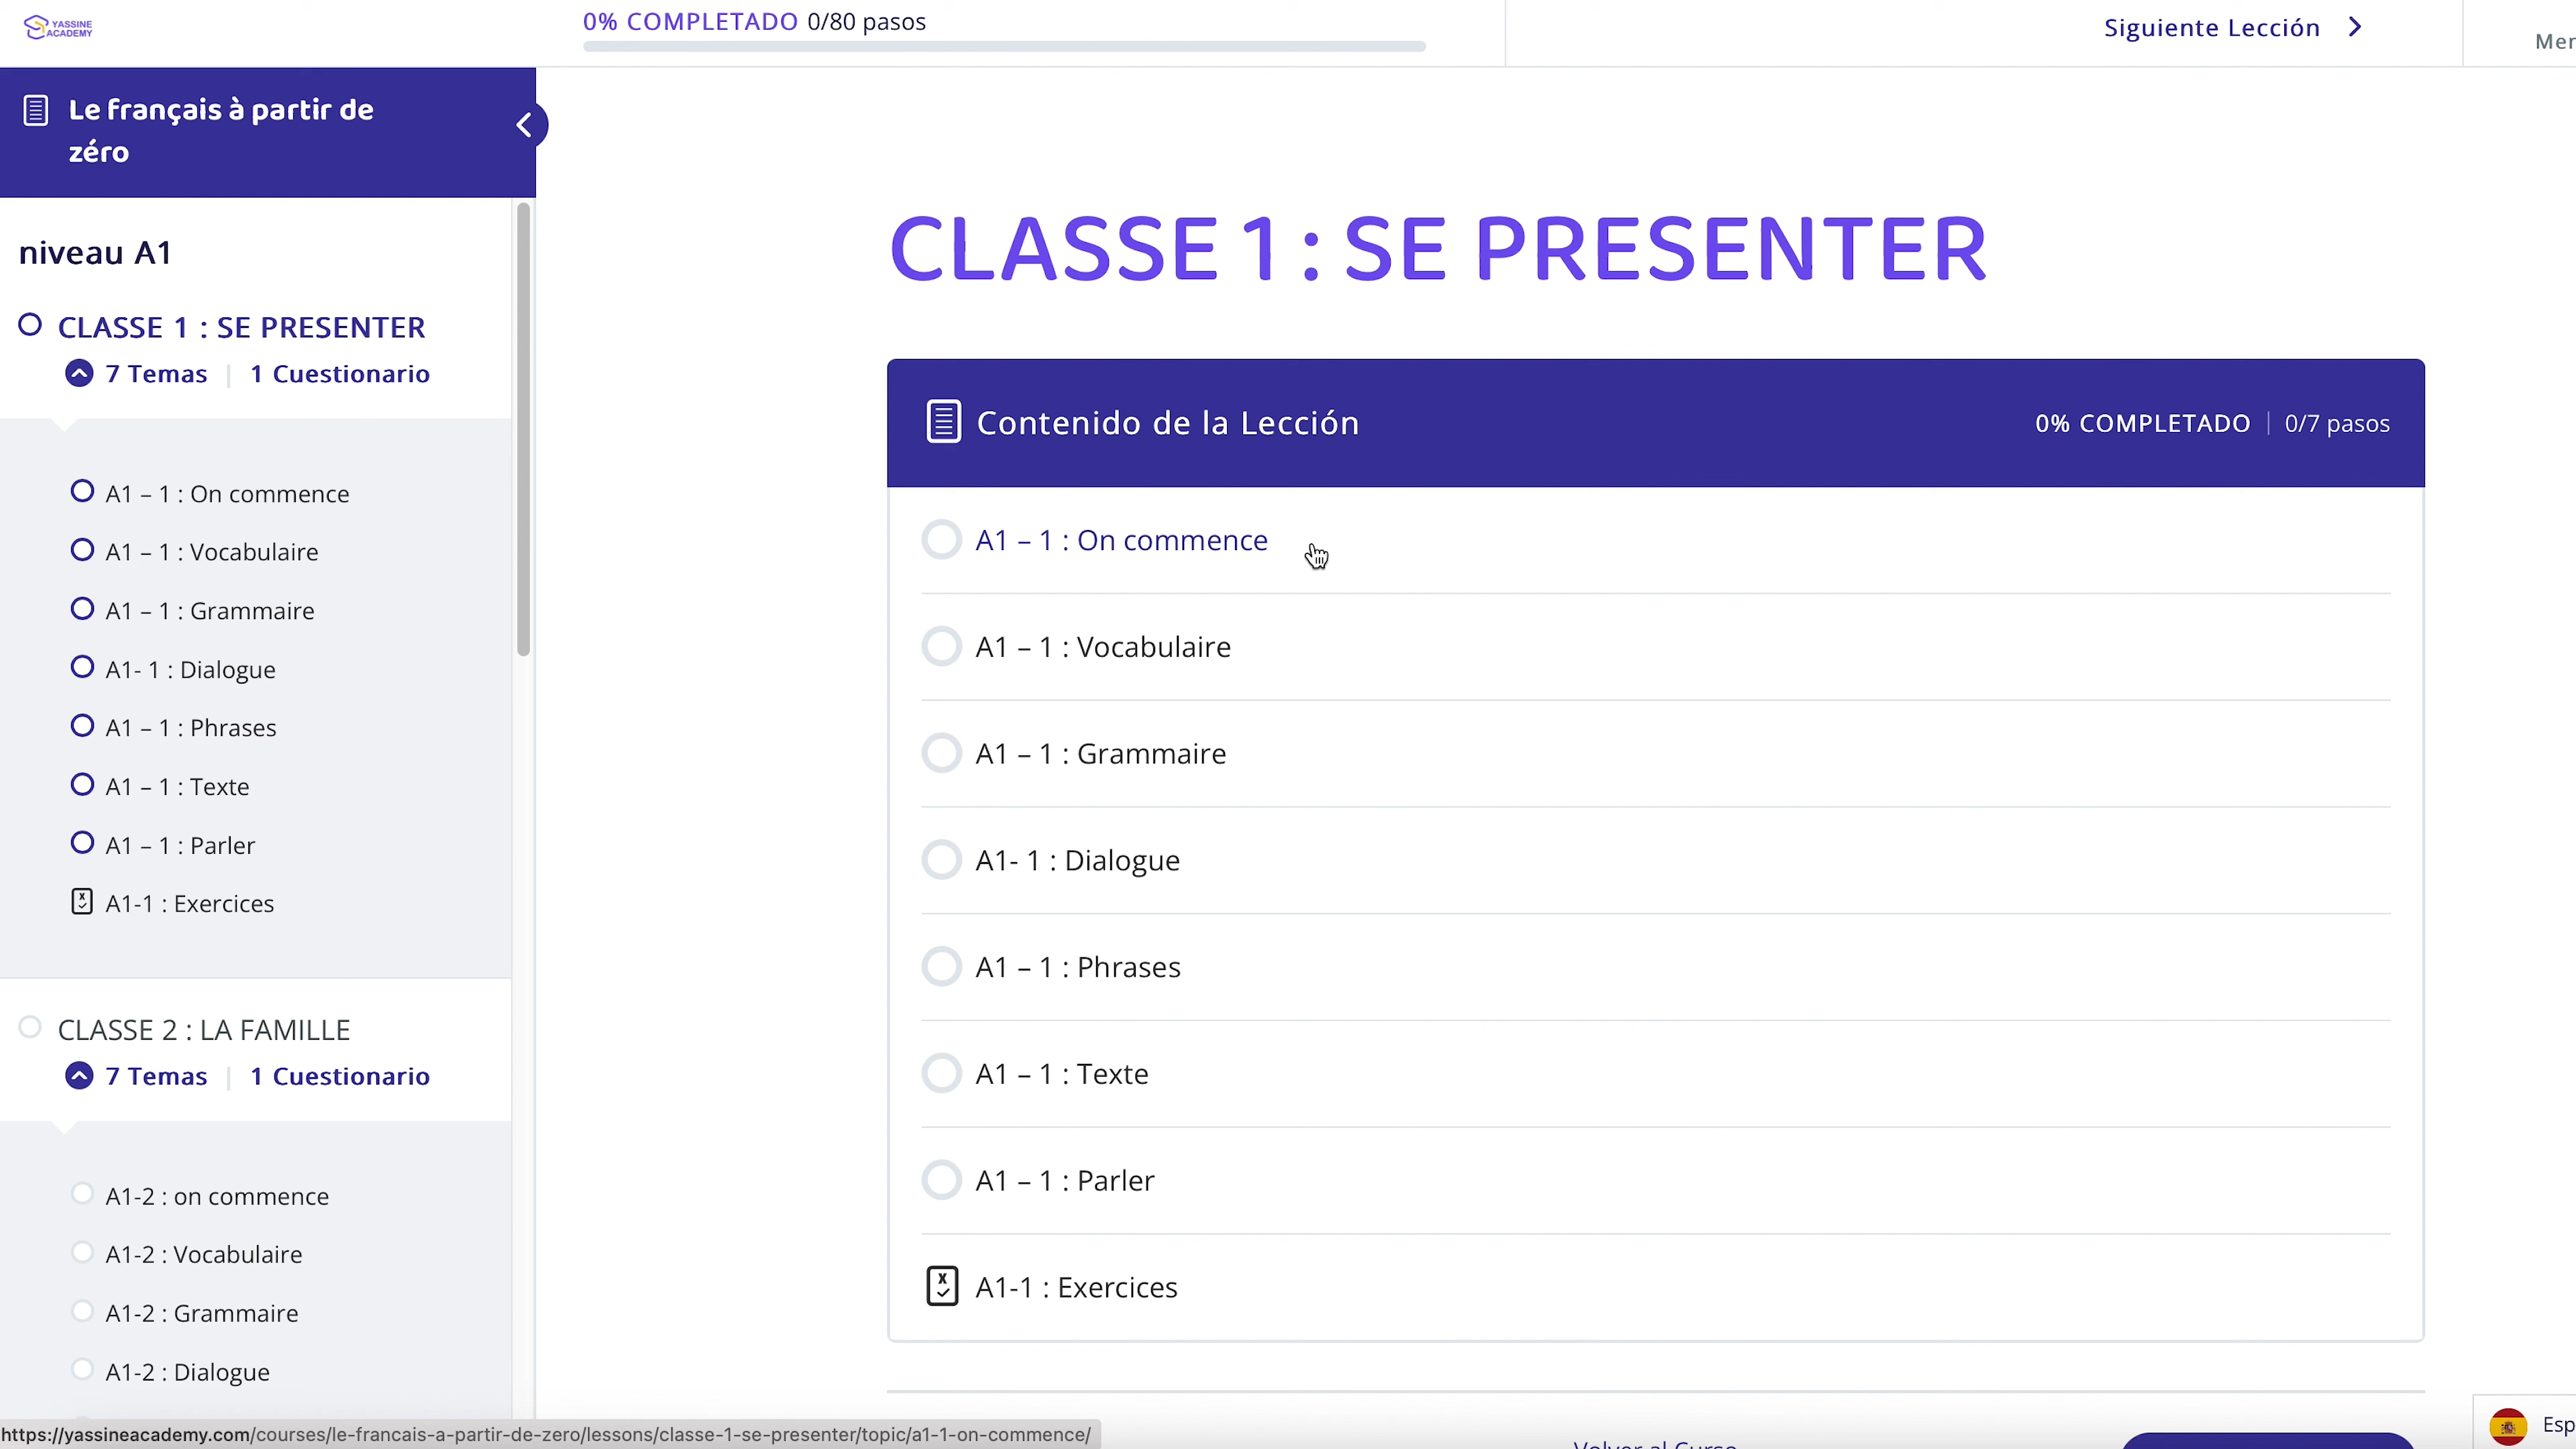 YASSINE
ACADEMY
0% COMPLETADO 0/80 pasos
Siguiente Lección
Le français à partir de
zéro
niveau A1
CLASSE 1 : SE PRESENTER
7 Temas | 1 Cuestionario
A1 – 1 : On commence
A1 – 1 : Vocabulaire
A1 – 1 : Grammaire
A1- 1 : Dialogue
A1 – 1 : Phrases
A1 – 1 : Texte
A1 – 1 : Parler
A1-1 : Exercices
CLASSE 2 : LA FAMILLE
7 Temas | 1 Cuestionario
A1-2 : on commence
A1-2 : Vocabulaire
A1-2 : Grammaire
A1-2 : Dialogue
CLASSE 1 : SE PRESENTER
Contenido de la Lección
0% COMPLETADO | 0/7 pasos
A1 – 1 : On commence
A1 – 1 : Vocabulaire
A1 – 1 : Grammaire
A1- 1 : Dialogue
A1 – 1 : Phrases
A1 – 1 : Texte
A1 – 1 : Parler
A1-1 : Exercices
Volver al Curso
https://yassineacademy.com/courses/le-francais-a-partir-de-zero/lessons/classe-1-se-presenter/topic/a1-1-on-commence/